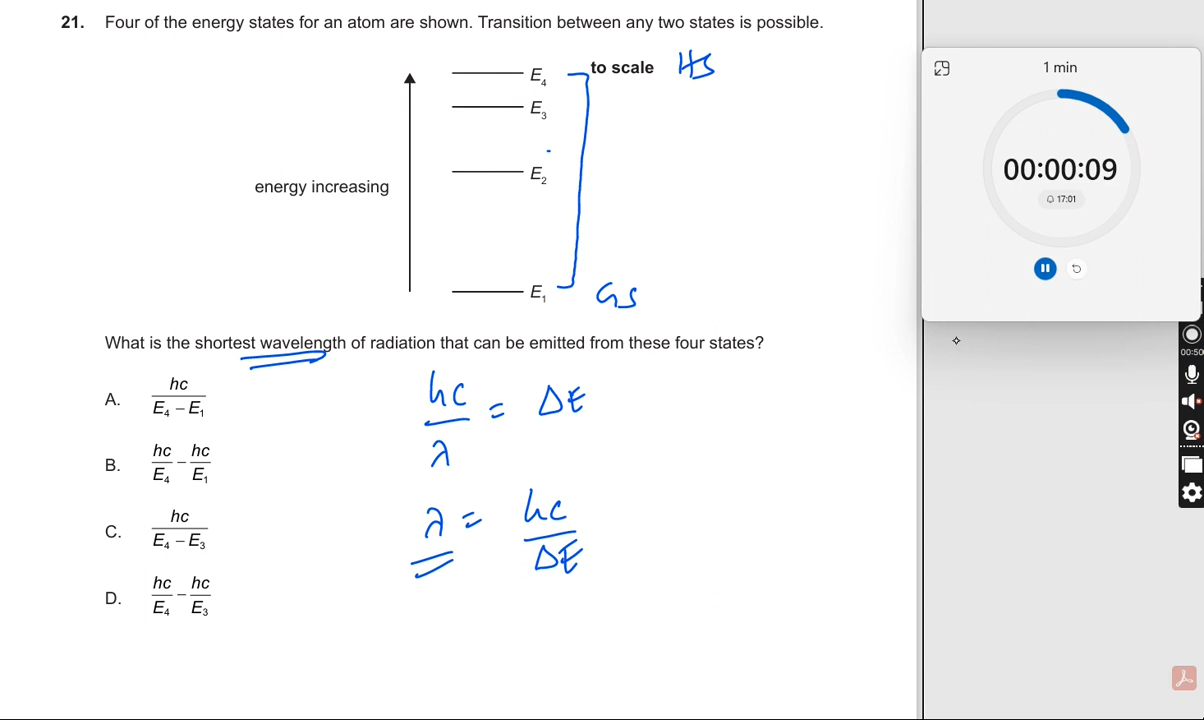 21. Four of the energy states for an atom are shown. Transition between any two states is possible.
to scale HS
E4
E3
E2
energy increasing
E1 GS
What is the shortest wavelength of radiation that can be emitted from these four states?
A. hc / (E4 – E1)
B. hc/E4 – hc/E1
C. hc / (E4 – E3)
D. hc/E4 – hc/E3
hc/λ = ΔE
λ = hc/ΔE
1 min
00:00:09
17:01
00:50